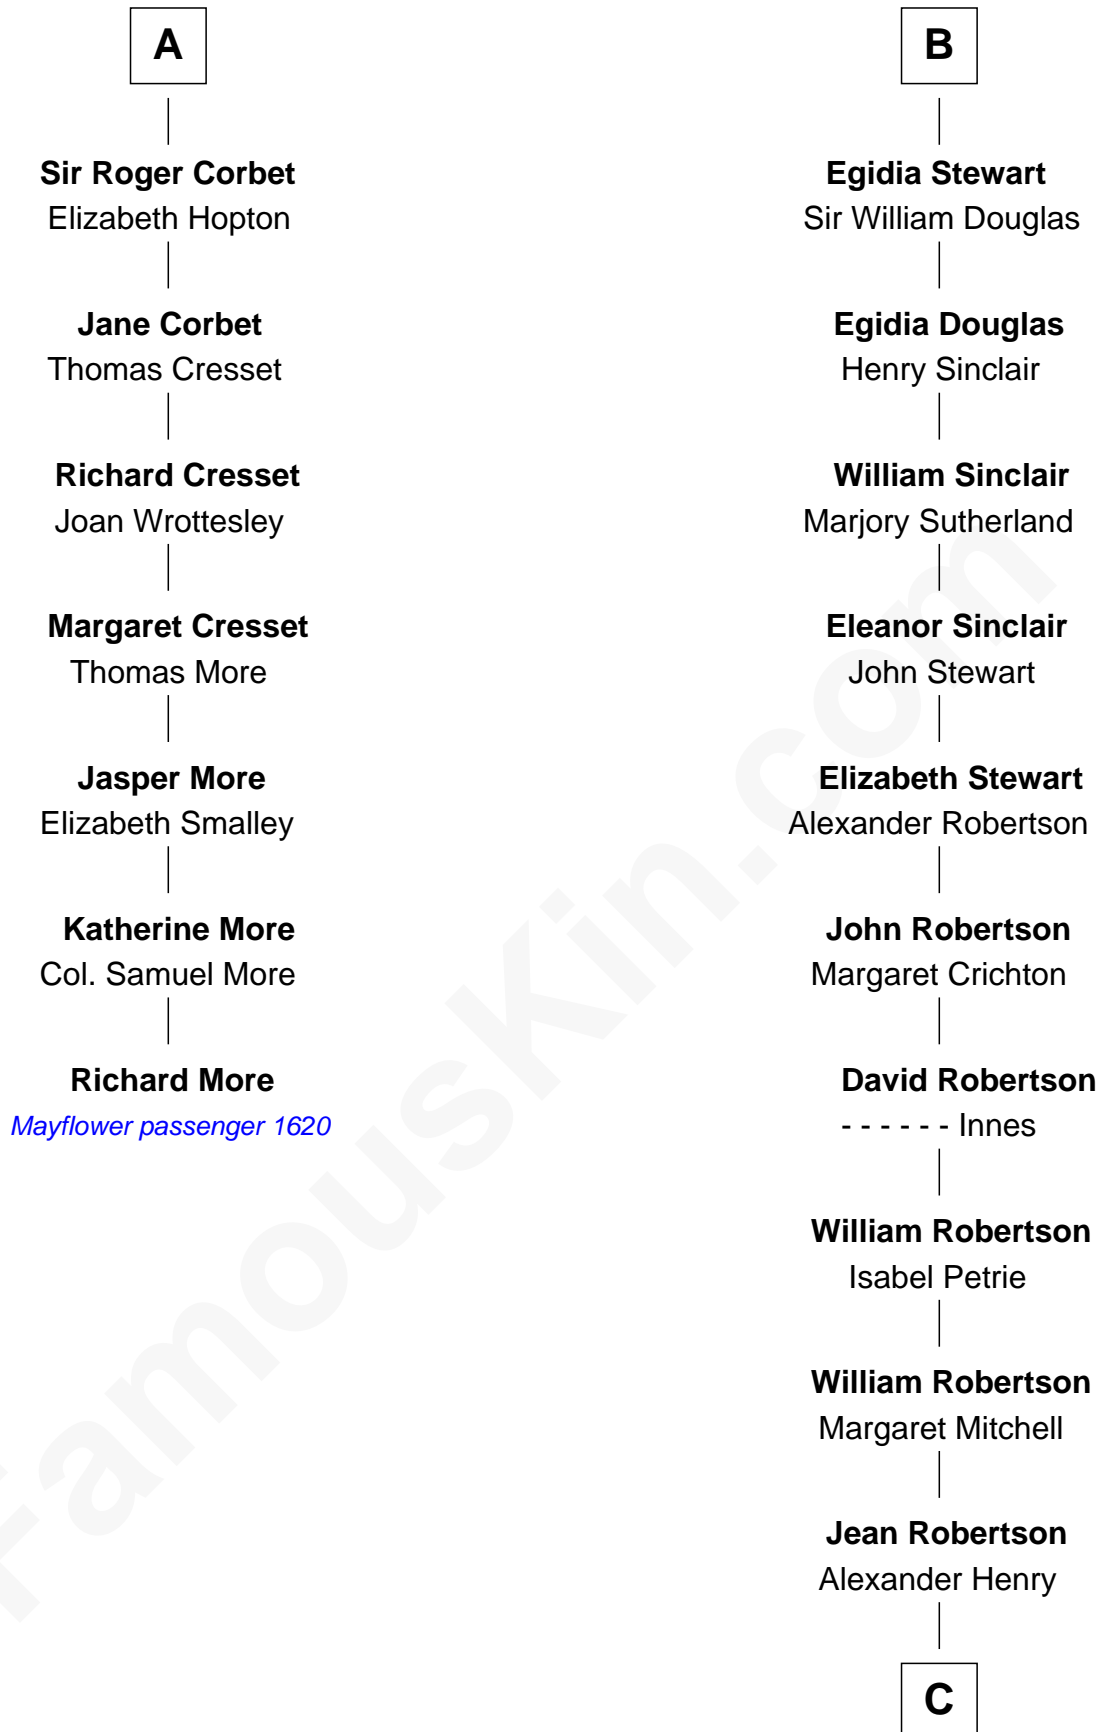 A
Sir Roger Corbet
Elizabeth Hopton
Jane Corbet
Thomas Cresset
Richard Cresset
Joan Wrottesley
Margaret Cresset
Thomas More
Jasper More
Elizabeth Smalley
Katherine More
Col. Samuel More
Richard More
Mayflower passenger 1620
B
Egidia Stewart
Sir William Douglas
Egidia Douglas
Henry Sinclair
William Sinclair
Marjory Sutherland
Eleanor Sinclair
John Stewart
Elizabeth Stewart
Alexander Robertson
John Robertson
Margaret Crichton
David Robertson
- - - - - - Innes
William Robertson
Isabel Petrie
William Robertson
Margaret Mitchell
Jean Robertson
Alexander Henry
C
FamousKin.com